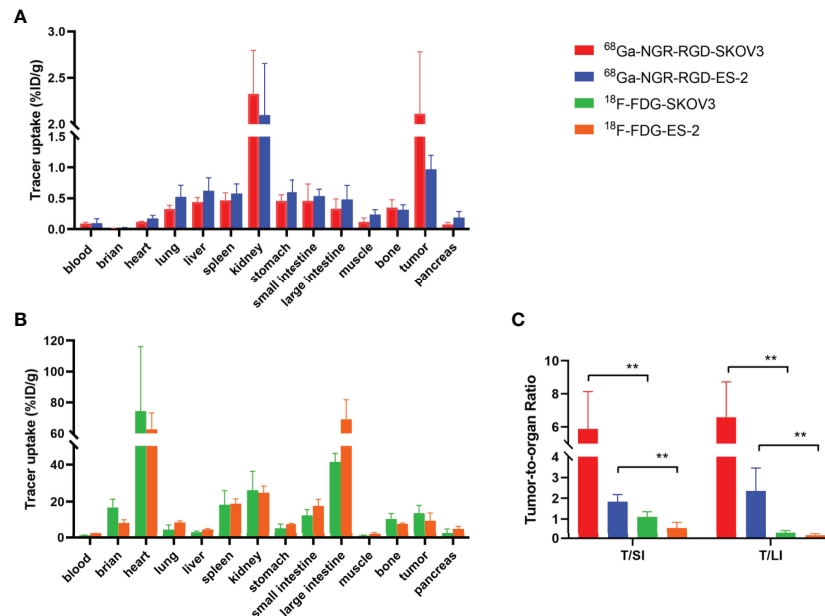 A
Tracer uptake (%ID/g)
3.0
2.5
2.0
1.5
1.0
0.5
0.0
blood
brian
heart
lung
liver
spleen
kidney
stomach
small intestine
large intestine
muscle
bone
tumor
pancreas
68Ga-NGR-RGD-SKOV3
68Ga-NGR-RGD-ES-2
18F-FDG-SKOV3
18F-FDG-ES-2
B
Tracer uptake (%ID/g)
120
100
80
60
40
20
0
blood
brian
heart
lung
liver
spleen
kidney
stomach
small intestine
large intestine
muscle
bone
tumor
pancreas
C
Tumor-to-organ Ratio
10
8
6
4
2
1
0
**
**
**
**
T/SI
T/LI